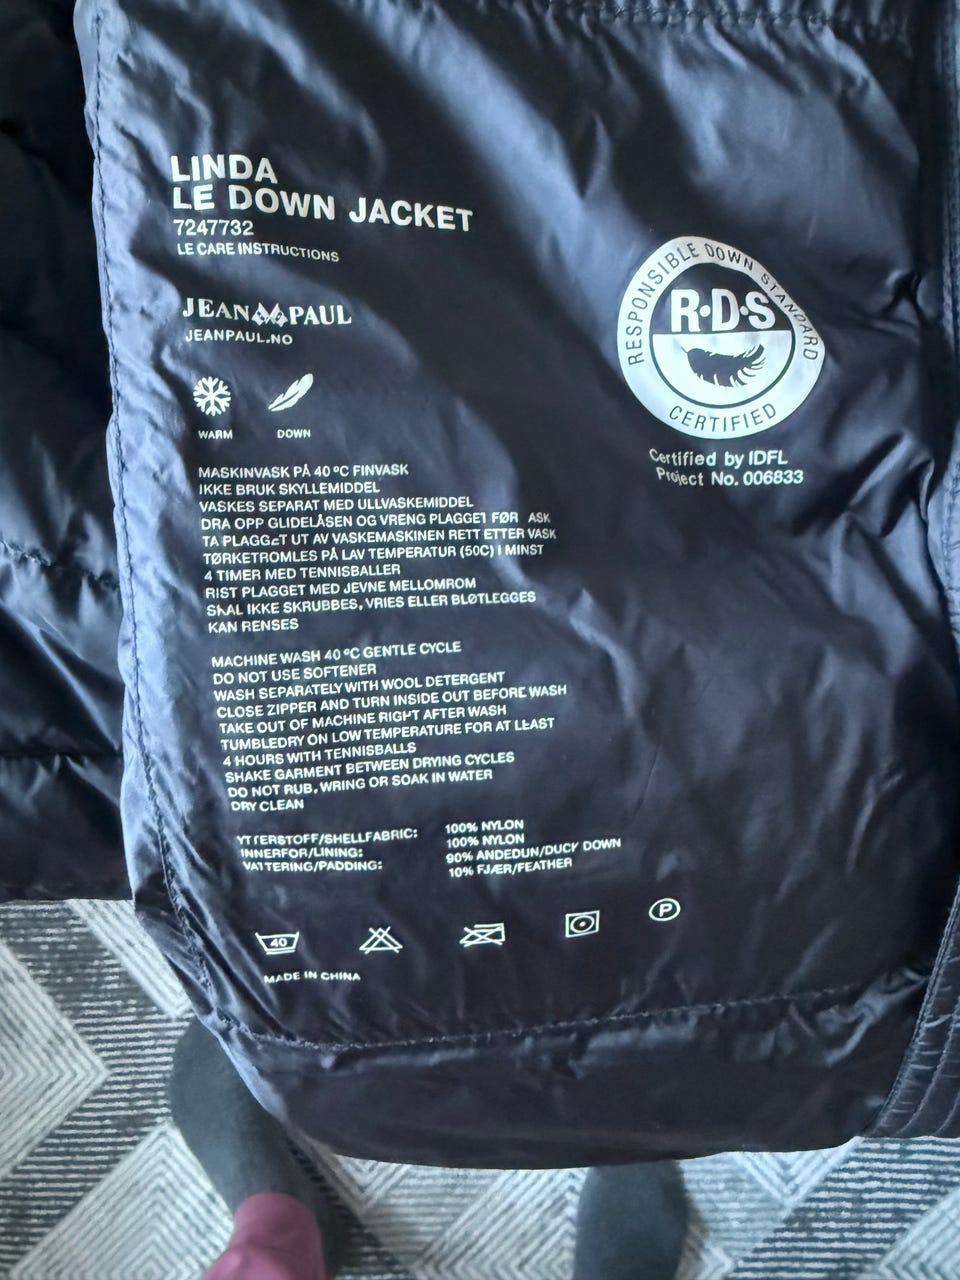 LINDA
LE DOWN JACKET
7247732
LE CARE INSTRUCTIONS
JEAN PAUL
JEANPAUL.NO
WARM
DOWN
RESPONSIBLE DOWN STANDARD
R·D·S
CERTIFIED
Certified by IDFL
Project No. 006833
MASKINVASK PÅ 40 ºC FINVASK
IKKE BRUK SKYLLEMIDDEL
VASKES SEPARAT MED ULLVASKEMIDDEL
DRA OPP GLIDELÅSEN OG VRENG PLAGGET FØR ASK
TA PLAGGET UT AV VASKEMASKINEN RETT ETTER VASK
TØRKETROMLES PÅ LAV TEMPERATUR (50C) I MINST
4 TIMER MED TENNISBALLER
RIST PLAGGET MED JEVNE MELLOMROM
SKAL IKKE SKRUBBES, VRIES ELLER BLØTLEGGES
KAN RENSES
MACHINE WASH 40 ºC GENTLE CYCLE
DO NOT USE SOFTENER
WASH SEPARATELY WITH WOOL DETERGENT
CLOSE ZIPPER AND TURN INSIDE OUT BEFORE WASH
TAKE OUT OF MACHINE RIGHT AFTER WASH
TUMBLEDRY ON LOW TEMPERATURE FOR AT LEAST
4 HOURS WITH TENNISBALLS
SHAKE GARMENT BETWEEN DRYING CYCLES
DO NOT RUB, WRING OR SOAK IN WATER
DRY CLEAN
YTTERSTOFF/SHELLFABRIC: 100% NYLON
INNERFOR/LINING: 100% NYLON
VATTERING/PADDING: 90% ANDEDUN/DUCK DOWN
10% FJÆR/FEATHER
40
P
MADE IN CHINA